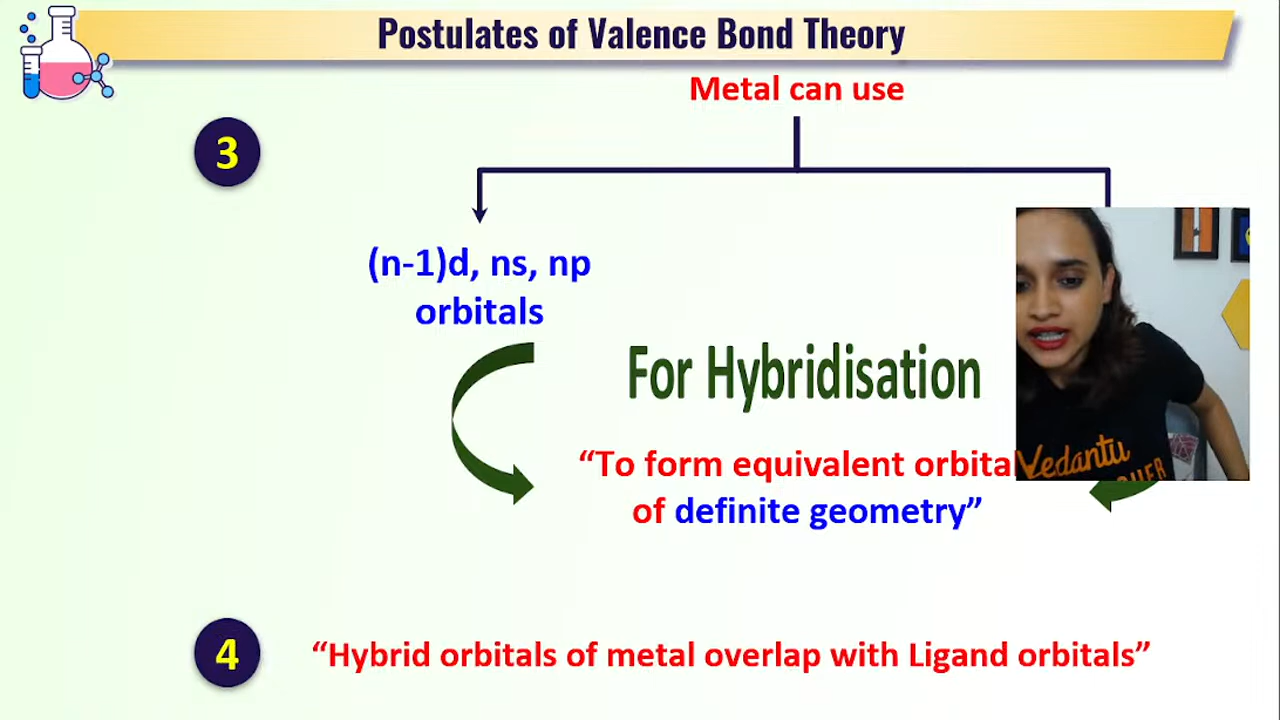 Postulates of Valence Bond Theory
Metal can use
3
(n-1)d, ns, np
orbitals
For Hybridisation
“To form equivalent orbita
of definite geometry”
Vedantu
4
“Hybrid orbitals of metal overlap with Ligand orbitals”